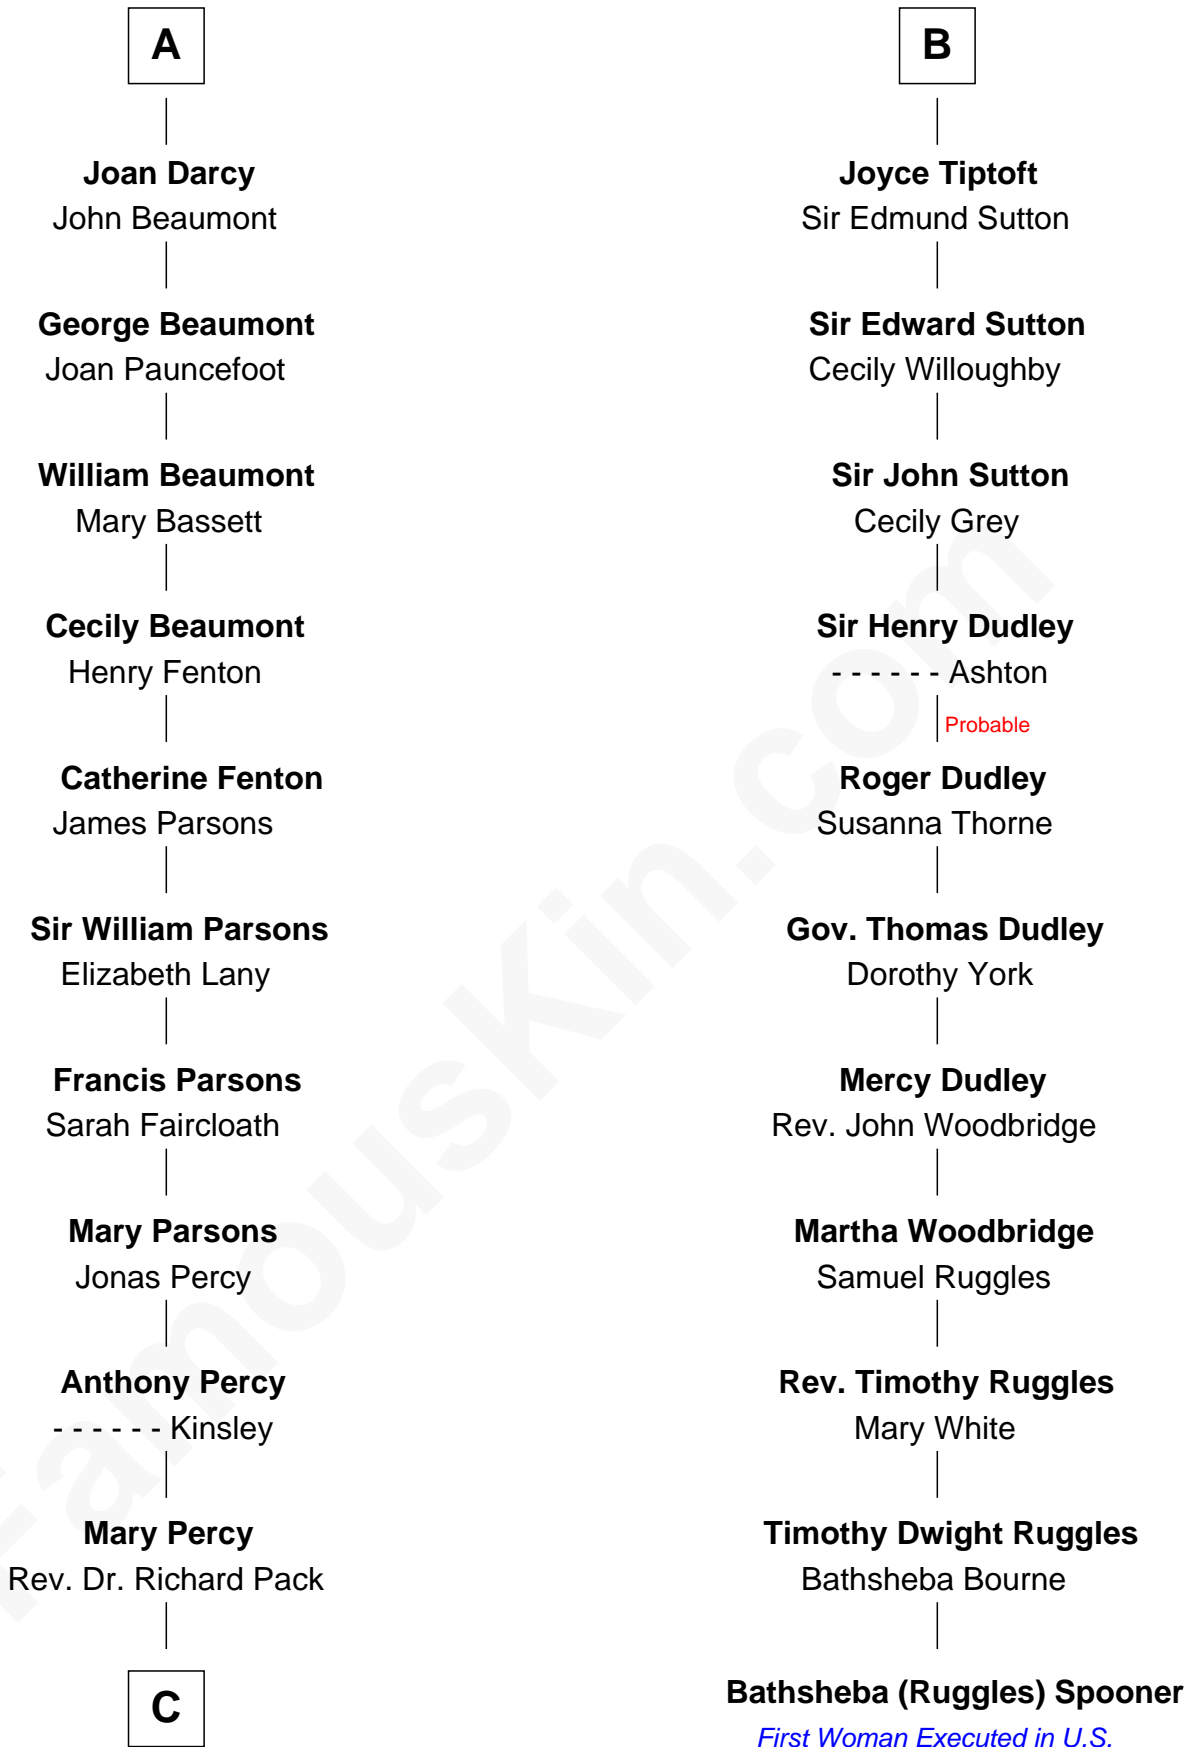 A
Joan Darcy
John Beaumont
George Beaumont
Joan Pauncefoot
William Beaumont
Mary Bassett
Cecily Beaumont
Henry Fenton
Catherine Fenton
James Parsons
Sir William Parsons
Elizabeth Lany
Francis Parsons
Sarah Faircloath
Mary Parsons
Jonas Percy
Anthony Percy
- - - - - - Kinsley
Mary Percy
Rev. Dr. Richard Pack
C
B
Joyce Tiptoft
Sir Edmund Sutton
Sir Edward Sutton
Cecily Willoughby
Sir John Sutton
Cecily Grey
Sir Henry Dudley
- - - - - - Ashton
Probable
Roger Dudley
Susanna Thorne
Gov. Thomas Dudley
Dorothy York
Mercy Dudley
Rev. John Woodbridge
Martha Woodbridge
Samuel Ruggles
Rev. Timothy Ruggles
Mary White
Timothy Dwight Ruggles
Bathsheba Bourne
Bathsheba (Ruggles) Spooner
First Woman Executed in U.S.
FamousKin.com